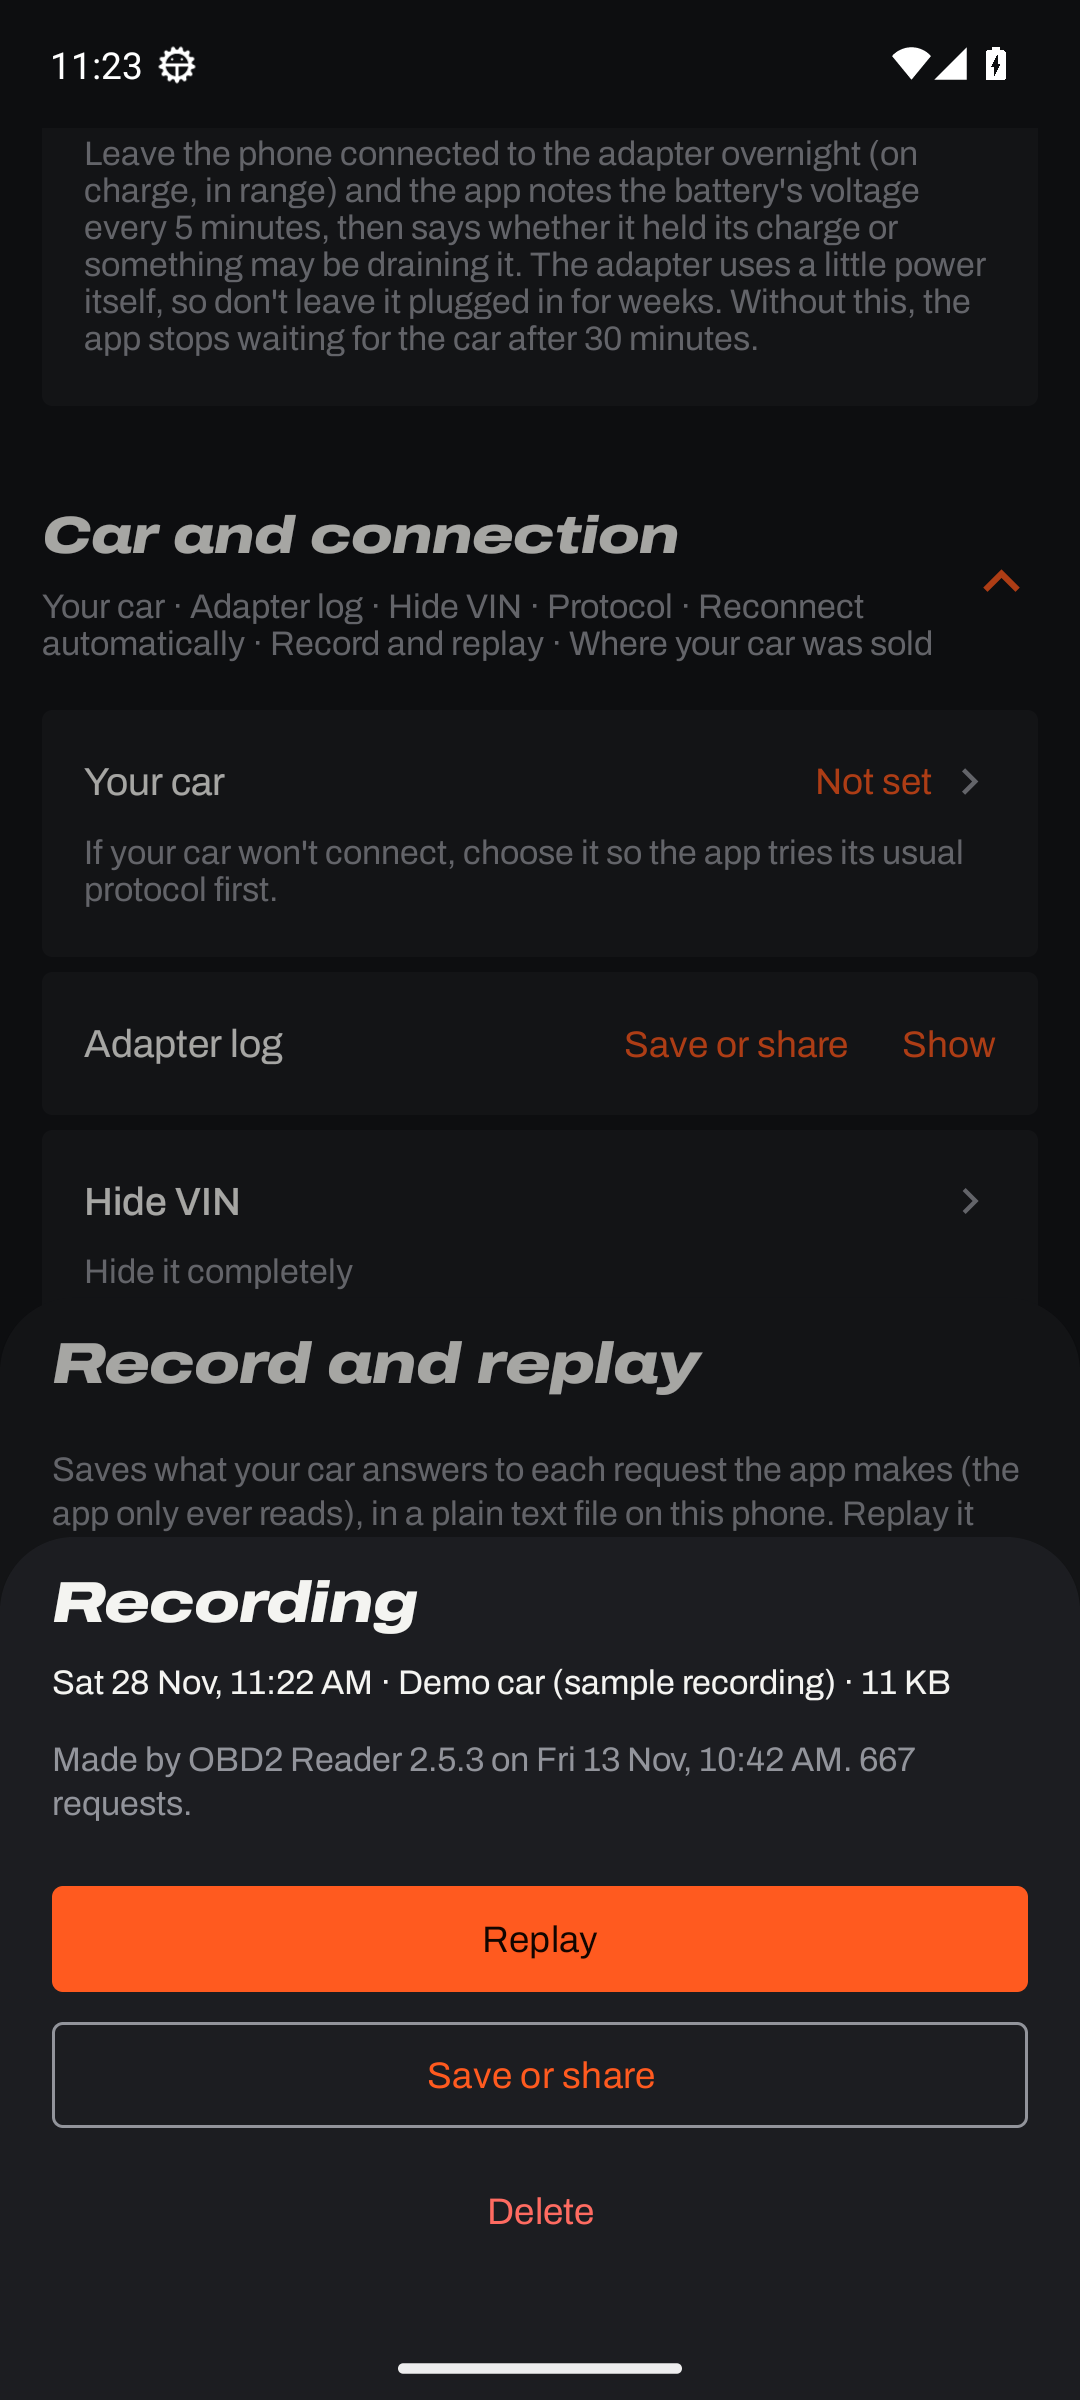 11:23
Leave the phone connected to the adapter overnight (on
charge, in range) and the app notes the battery's voltage
every 5 minutes, then says whether it held its charge or
something may be draining it. The adapter uses a little power
itself, so don't leave it plugged in for weeks. Without this, the
app stops waiting for the car after 30 minutes.
Car and connection
Your car · Adapter log · Hide VIN · Protocol · Reconnect
automatically · Record and replay · Where your car was sold
Your car Not set
If your car won't connect, choose it so the app tries its usual
protocol first.
Adapter log Save or share Show
Hide VIN
Hide it completely
Record and replay
Saves what your car answers to each request the app makes (the
app only ever reads), in a plain text file on this phone. Replay it
Recording
Sat 28 Nov, 11:22 AM · Demo car (sample recording) · 11 KB
Made by OBD2 Reader 2.5.3 on Fri 13 Nov, 10:42 AM. 667
requests.
Replay
Save or share
Delete